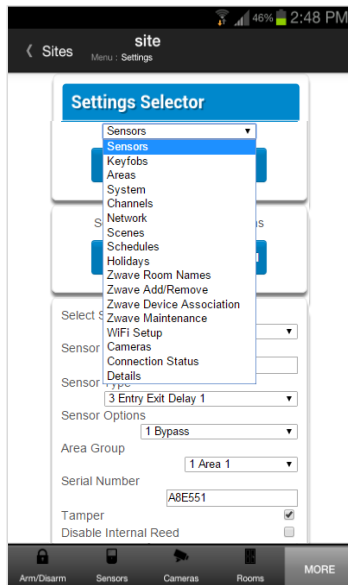 46% 2:48 PM
Sites
site
Menu : Settings
Settings Selector
Sensors
Sensors
Keyfobs
Areas
System
Channels
Network
Scenes
Schedules
Holidays
Zwave Room Names
Zwave Add/Remove
Zwave Device Association
Zwave Maintenance
WiFi Setup
Cameras
Connection Status
Details
Select S
Sensor
Sensor Type
3 Entry Exit Delay 1
Sensor Options
1 Bypass
Area Group
1 Area 1
Serial Number
A8E551
Tamper
Disable Internal Reed
Arm/Disarm
Sensors
Cameras
Rooms
MORE